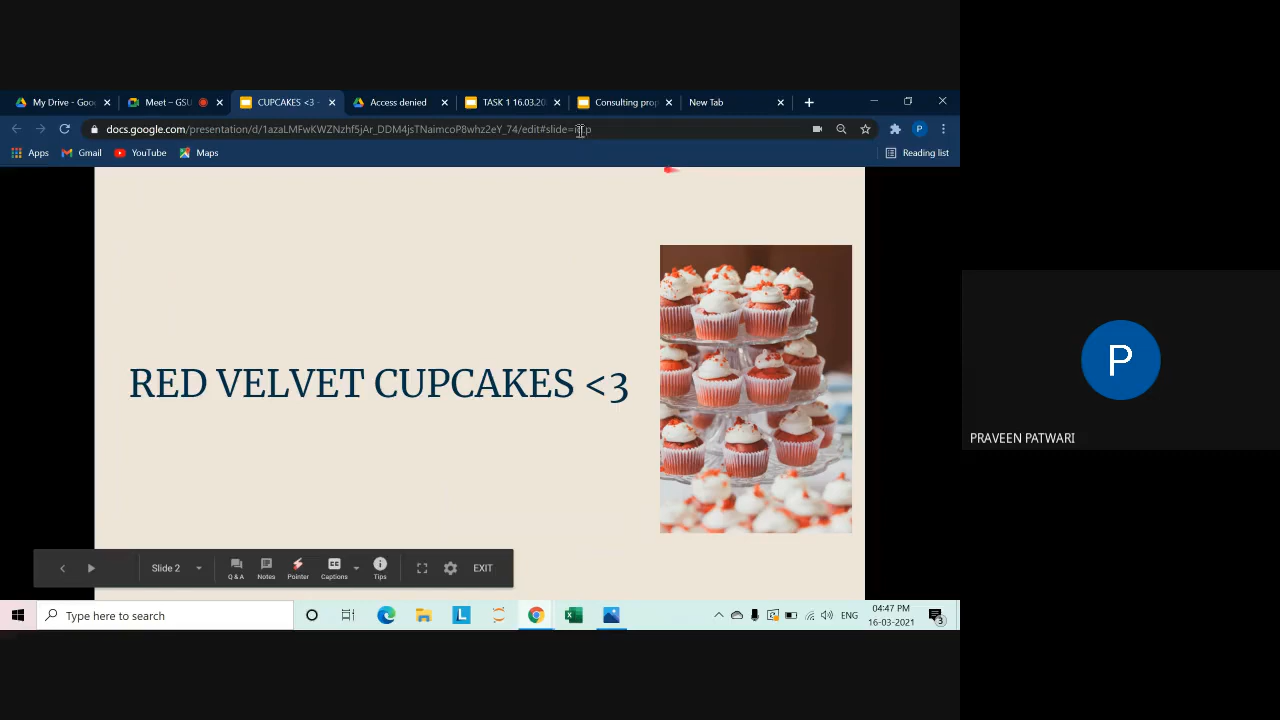 My Drive - Goo
Meet – GSU
CUPCAKES <3 -
Access denied
TASK 1 16.03.20
Consulting prop
New Tab
docs.google.com/presentation/d/1azaLMFwKWZNzhf5jAr_DDM4jsTNaimcoP8whz2eY_74/edit#slide=
Apps
Gmail
YouTube
Maps
Reading list
P
RED VELVET CUPCAKES <3
P
PRAVEEN PATWARI
Slide 2
Q & A
Notes
Pointer
Captions
Tips
EXIT
Type here to search
L
ENG
04:47 PM
16-03-2021
3